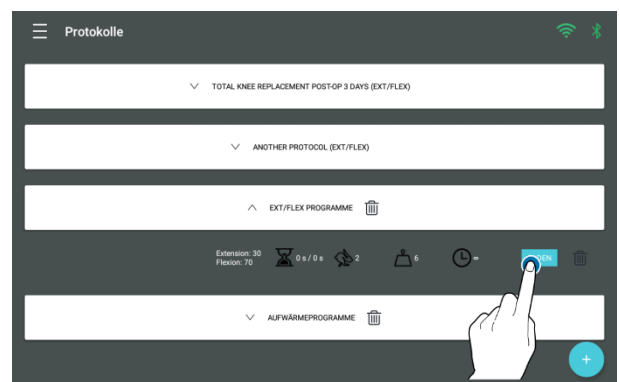 Protokolle
TOTAL KNEE REPLACEMENT POST-OP 3 DAYS (EXT/FLEX)
ANOTHER PROTOCOL (EXT/FLEX)
EXT/FLEX PROGRAMME
Extension: 30
Flexion: 70
0 s / 0 s 2 6 ∞
AUFWÄRMEPROGRAMME
+